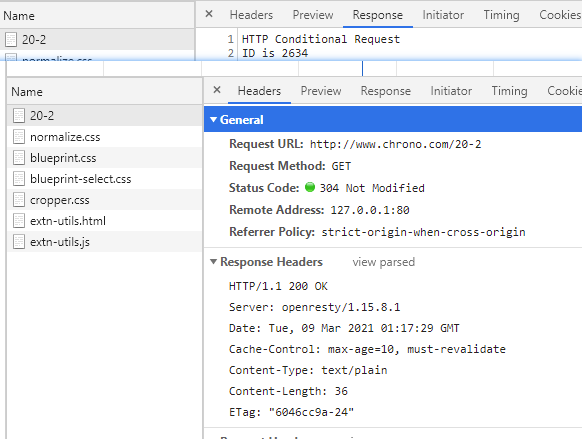 Name
× Headers Preview Response Initiator Timing Cookies
20-2
1 HTTP Conditional Request
2 ID is 2634
normalize.css
Name
× Headers Preview Response Initiator Timing Cookie
20-2
normalize.css
blueprint.css
blueprint-select.css
cropper.css
extn-utils.html
extn-utils.js
▼ General
Request URL: http://www.chrono.com/20-2
Request Method: GET
Status Code: 304 Not Modified
Remote Address: 127.0.0.1:80
Referrer Policy: strict-origin-when-cross-origin
▼ Response Headers view parsed
HTTP/1.1 200 OK
Server: openresty/1.15.8.1
Date: Tue, 09 Mar 2021 01:17:29 GMT
Cache-Control: max-age=10, must-revalidate
Content-Type: text/plain
Content-Length: 36
ETag: "6046cc9a-24"